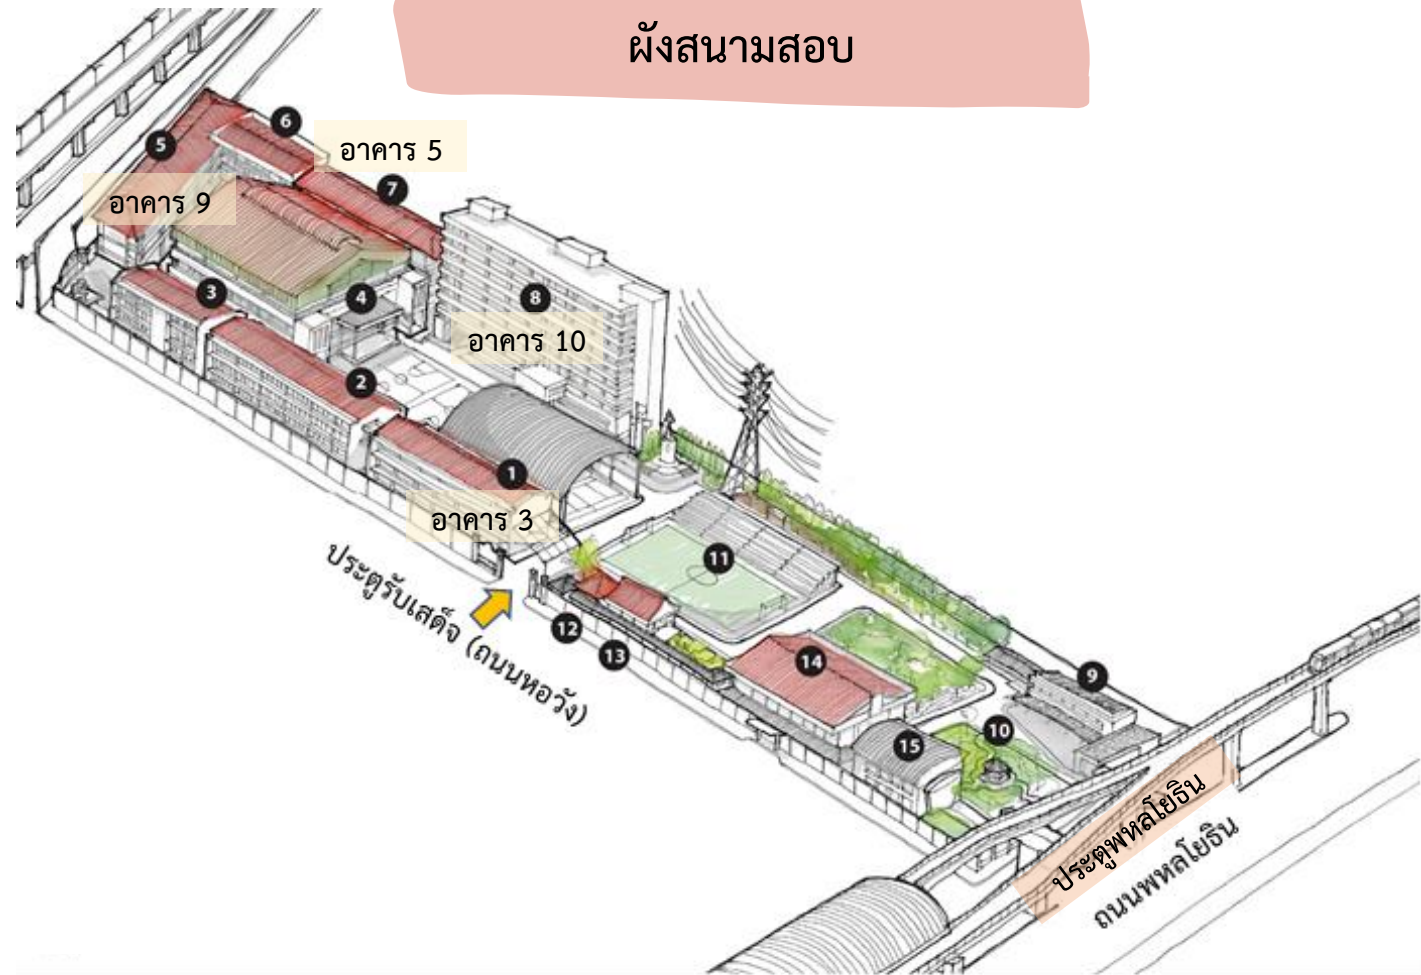 ผังสนามสอบ
6
5
อาคาร 5
7
อาคาร 9
3
4
8
อาคาร 10
2
1
อาคาร 3
11
ประตูรับเสด็จ (ถนนหอวัง)
12
13
14
9
10
15
ประตูพหลโยธิน
ถนนพหลโยธิน